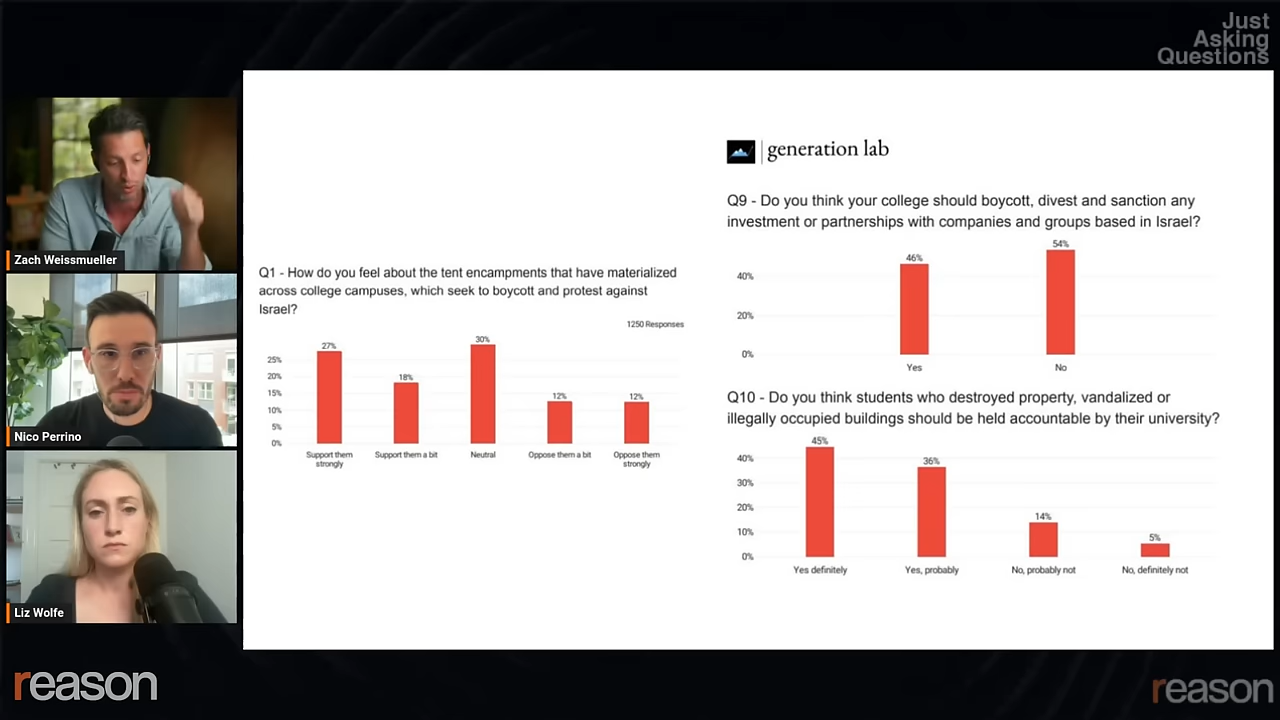 Just
Asking
Questions
Zach Weissmueller
Nico Perrino
Liz Wolfe
Q1 - How do you feel about the tent encampments that have materialized
across college campuses, which seek to boycott and protest against
Israel?
1250 Responses
25%
20%
15%
10%
5%
0%
27%
18%
30%
12%
12%
Support them
strongly
Support them a bit
Neutral
Oppose them a bit
Oppose them
strongly
generation lab
Q9 - Do you think your college should boycott, divest and sanction any
investment or partnerships with companies and groups based in Israel?
40%
20%
0%
46%
54%
Yes
No
Q10 - Do you think students who destroyed property, vandalized or
illegally occupied buildings should be held accountable by their university?
40%
30%
20%
10%
0%
45%
36%
14%
5%
Yes definitely
Yes, probably
No, probably not
No, definitely not
reason
reason